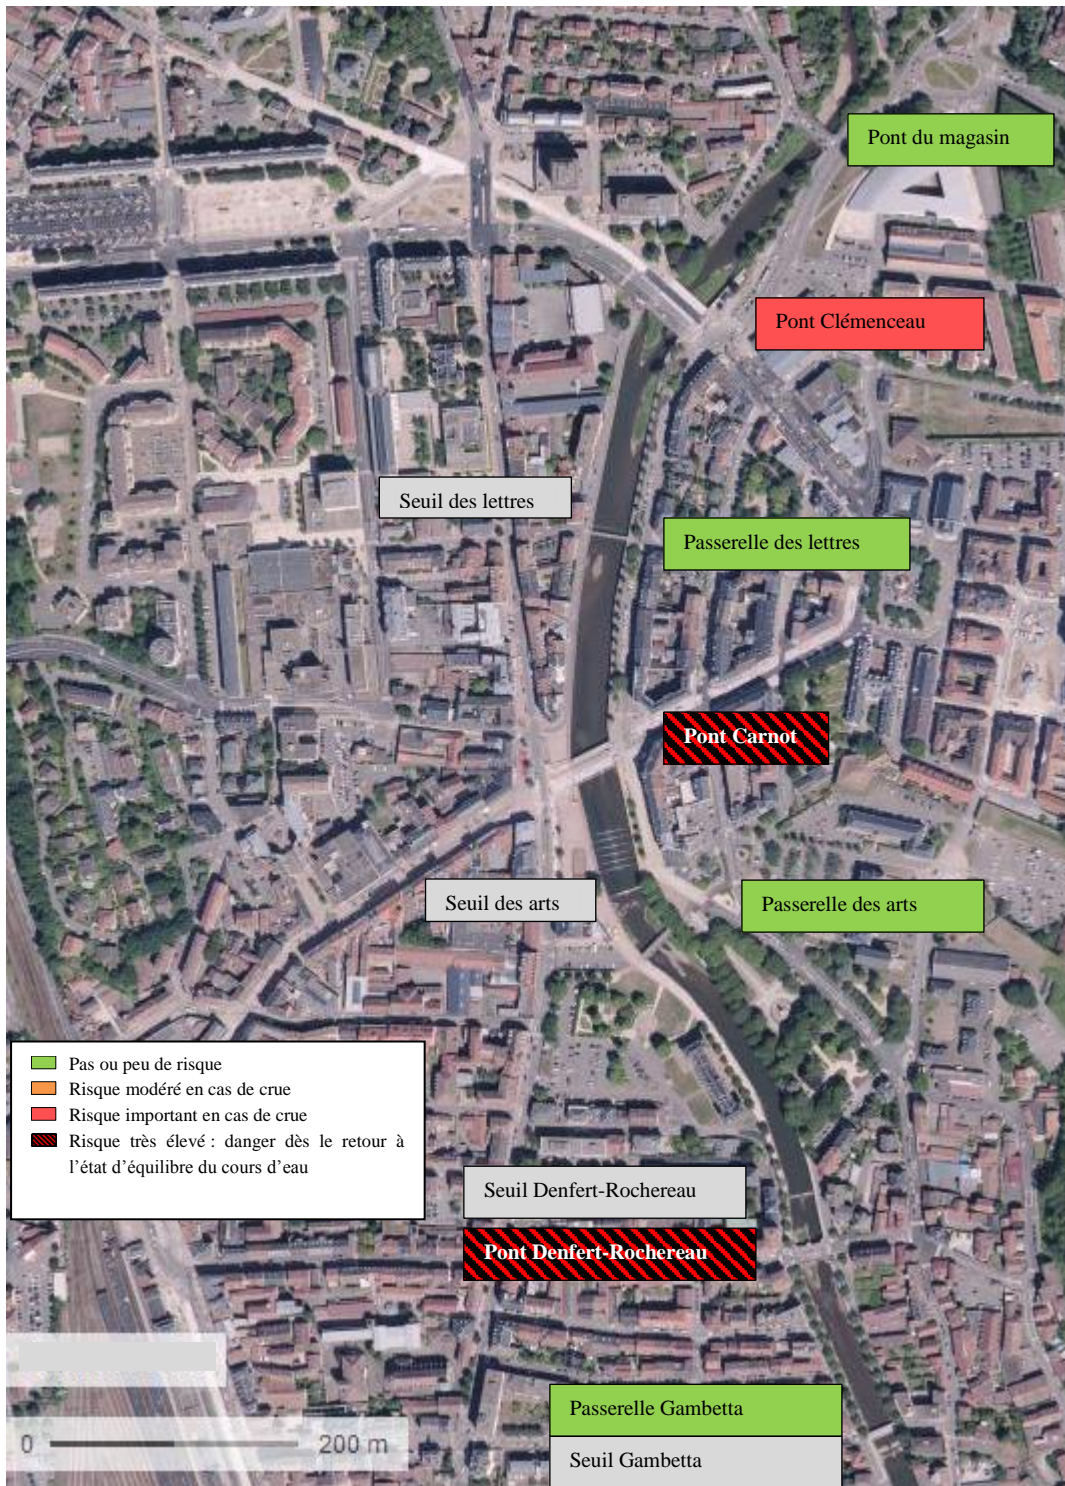 Pont du magasin
Pont Clémenceau
Seuil des lettres
Passerelle des lettres
Pont Carnot
Seuil des arts
Passerelle des arts
Pas ou peu de risque
Risque modéré en cas de crue
Risque important en cas de crue
Risque très élevé : danger dès le retour à
l'état d'équilibre du cours d'eau
Seuil Denfert-Rochereau
Pont Denfert-Rochereau
Passerelle Gambetta
0 200 m
Seuil Gambetta